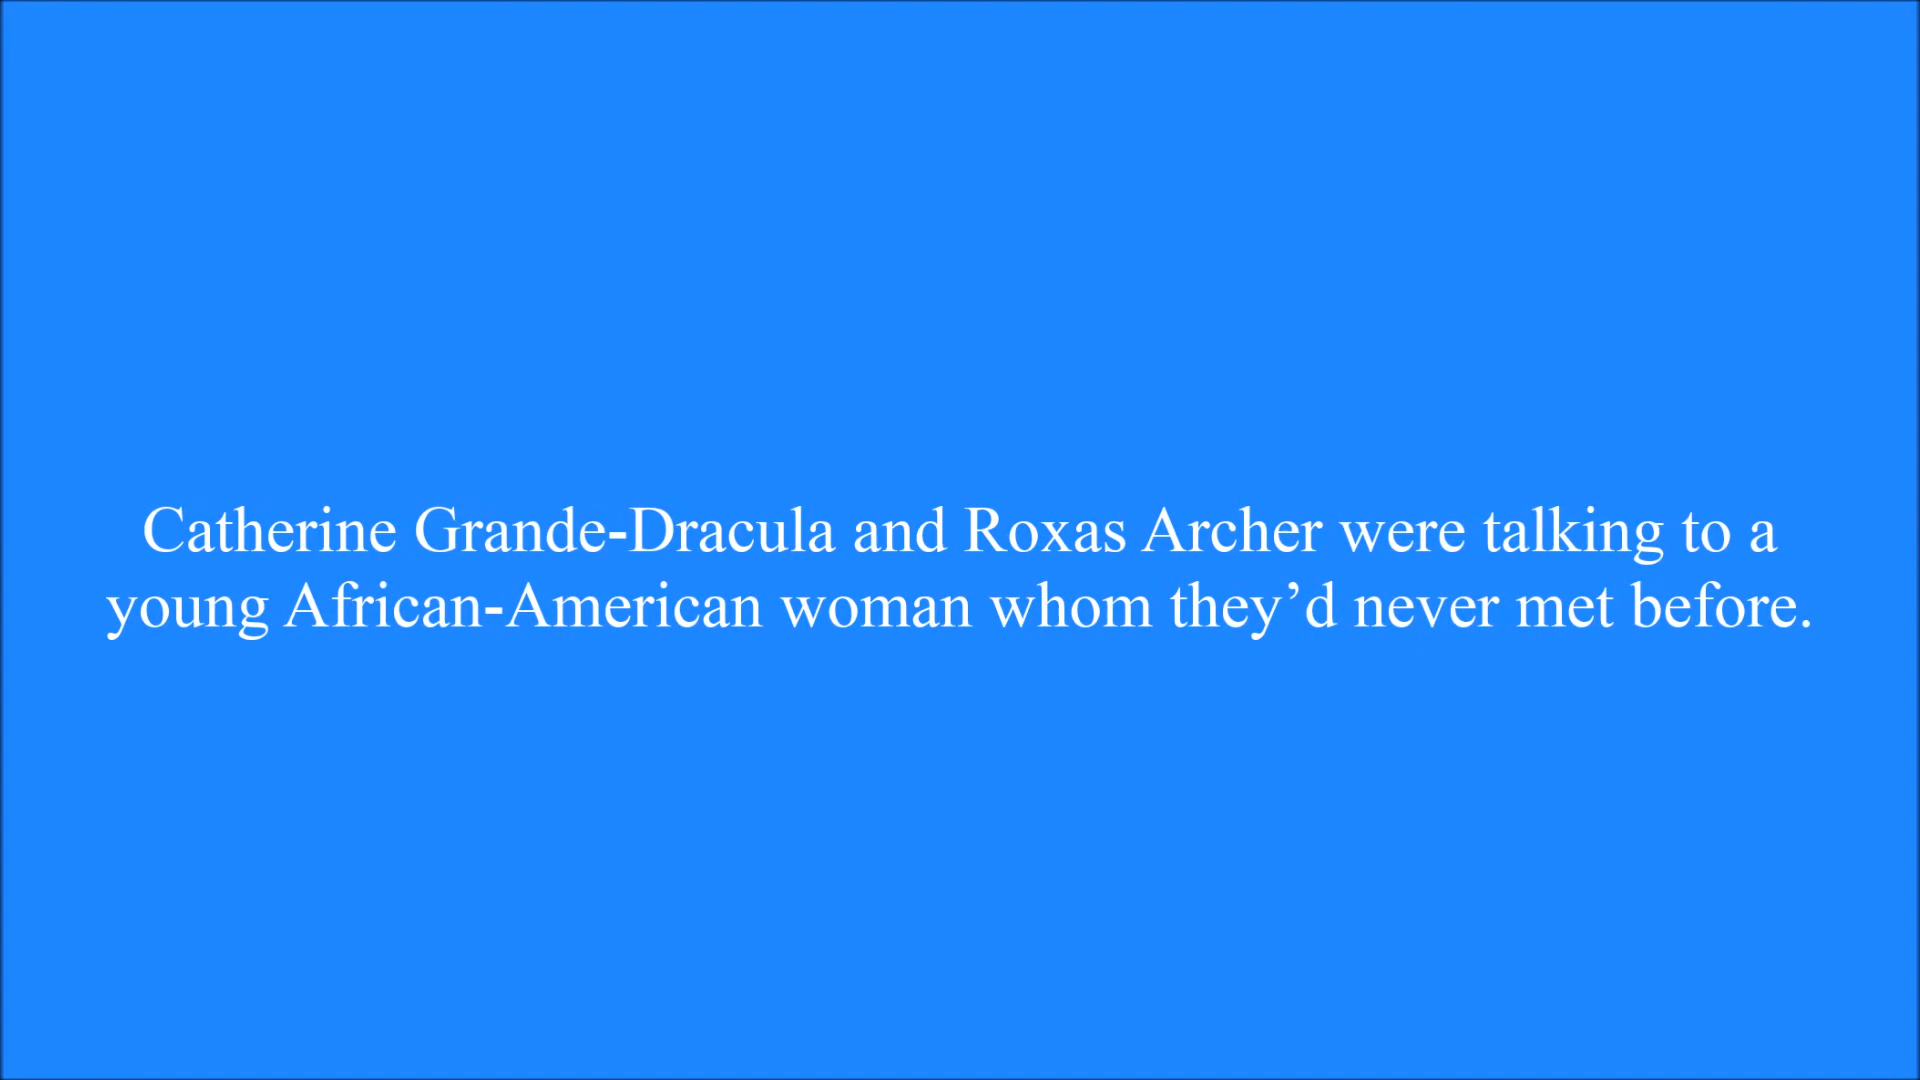 Catherine Grande-Dracula and Roxas Archer were talking to a
young African-American woman whom they’d never met before.